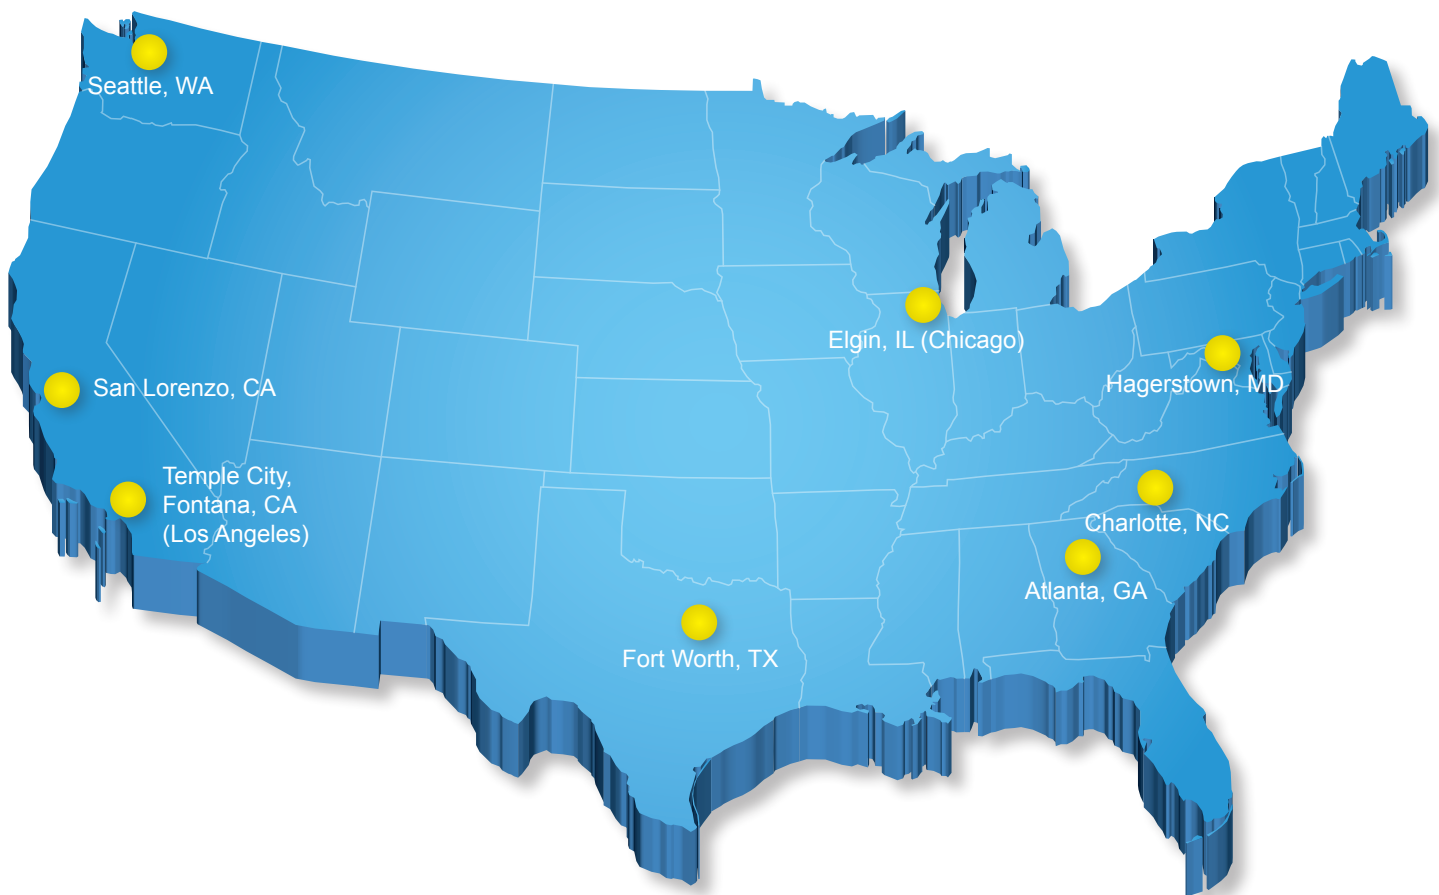 Seattle, WA
Elgin, IL (Chicago)
Hagerstown, MD
San Lorenzo, CA
Temple City,
Fontana, CA
(Los Angeles)
Charlotte, NC
Atlanta, GA
Fort Worth, TX